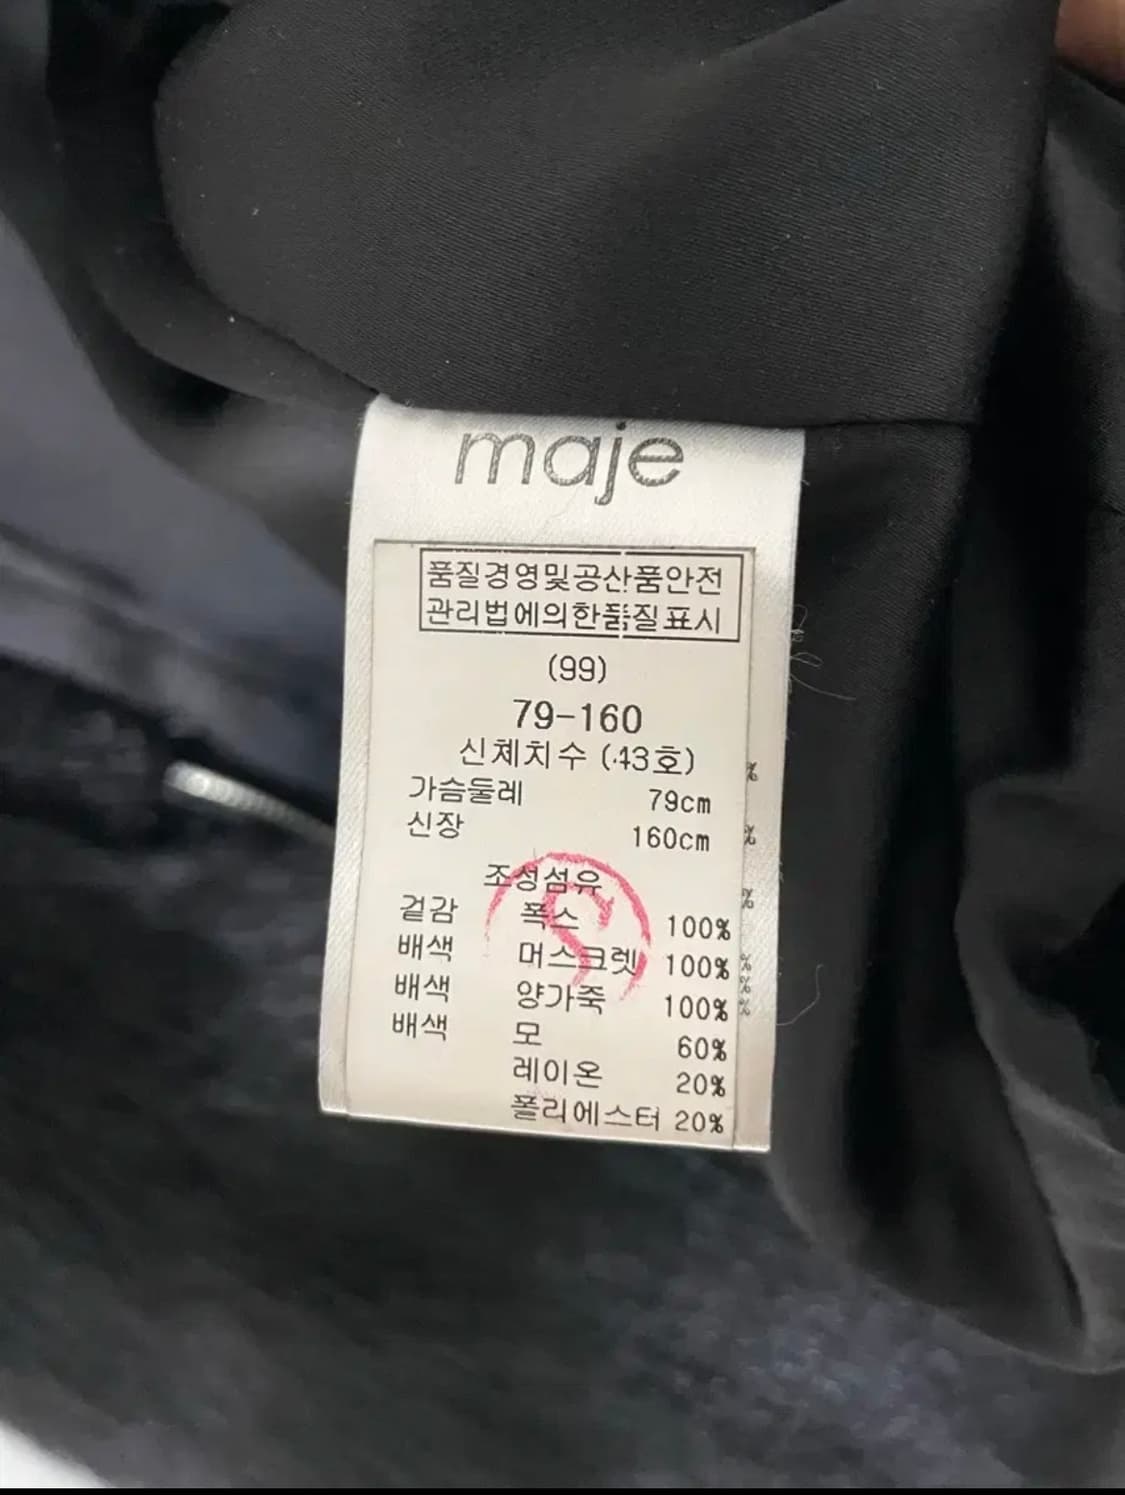 maje
품질경영및공산품안전
관리법에의한품질표시
(99)
79-160
신체치수 (43호)
가슴둘레 79cm
신장 160cm
조성섬유
겉감 폭스 100%
배색 머스크렛 100%
배색 양가죽 100%
배색 모 60%
레이온 20%
폴리에스터 20%
S
%
%
%
%
%
%